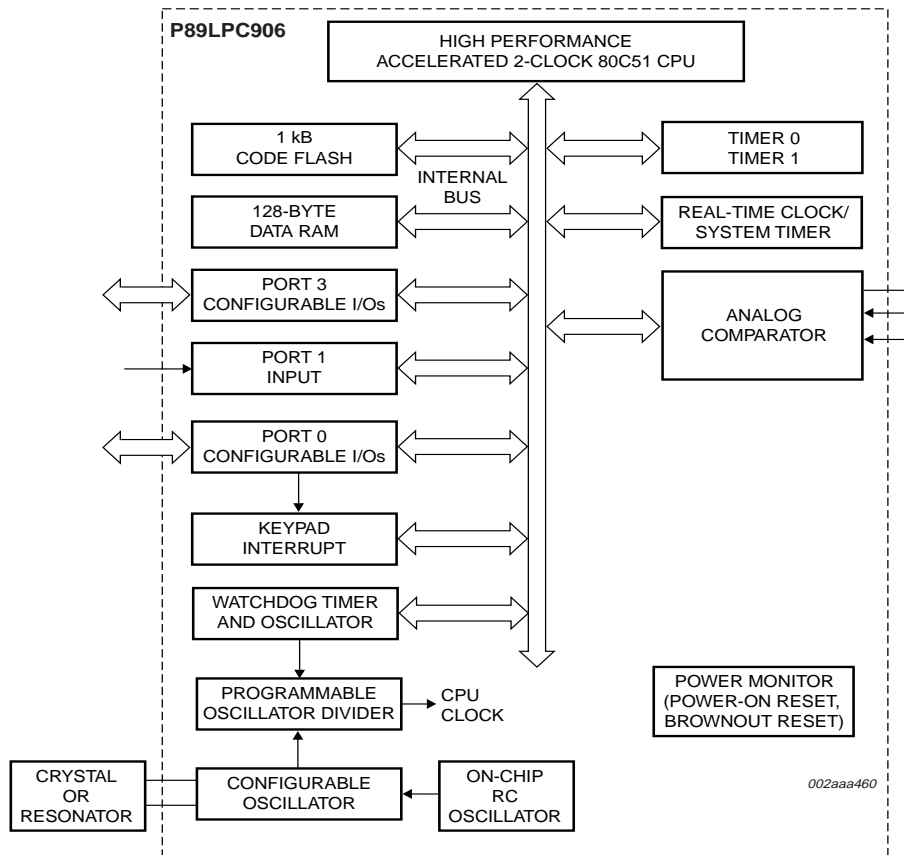 P89LPC906
HIGH PERFORMANCE
ACCELERATED 2-CLOCK 80C51 CPU
1 kB
CODE FLASH
TIMER 0
TIMER 1
INTERNAL
BUS
128-BYTE
DATA RAM
REAL-TIME CLOCK/
SYSTEM TIMER
PORT 3
CONFIGURABLE I/Os
ANALOG
COMPARATOR
PORT 1
INPUT
PORT 0
CONFIGURABLE I/Os
KEYPAD
INTERRUPT
WATCHDOG TIMER
AND OSCILLATOR
PROGRAMMABLE
OSCILLATOR DIVIDER
CPU
CLOCK
POWER MONITOR
(POWER-ON RESET,
BROWNOUT RESET)
CRYSTAL
OR
RESONATOR
CONFIGURABLE
OSCILLATOR
ON-CHIP
RC
OSCILLATOR
002aaa460